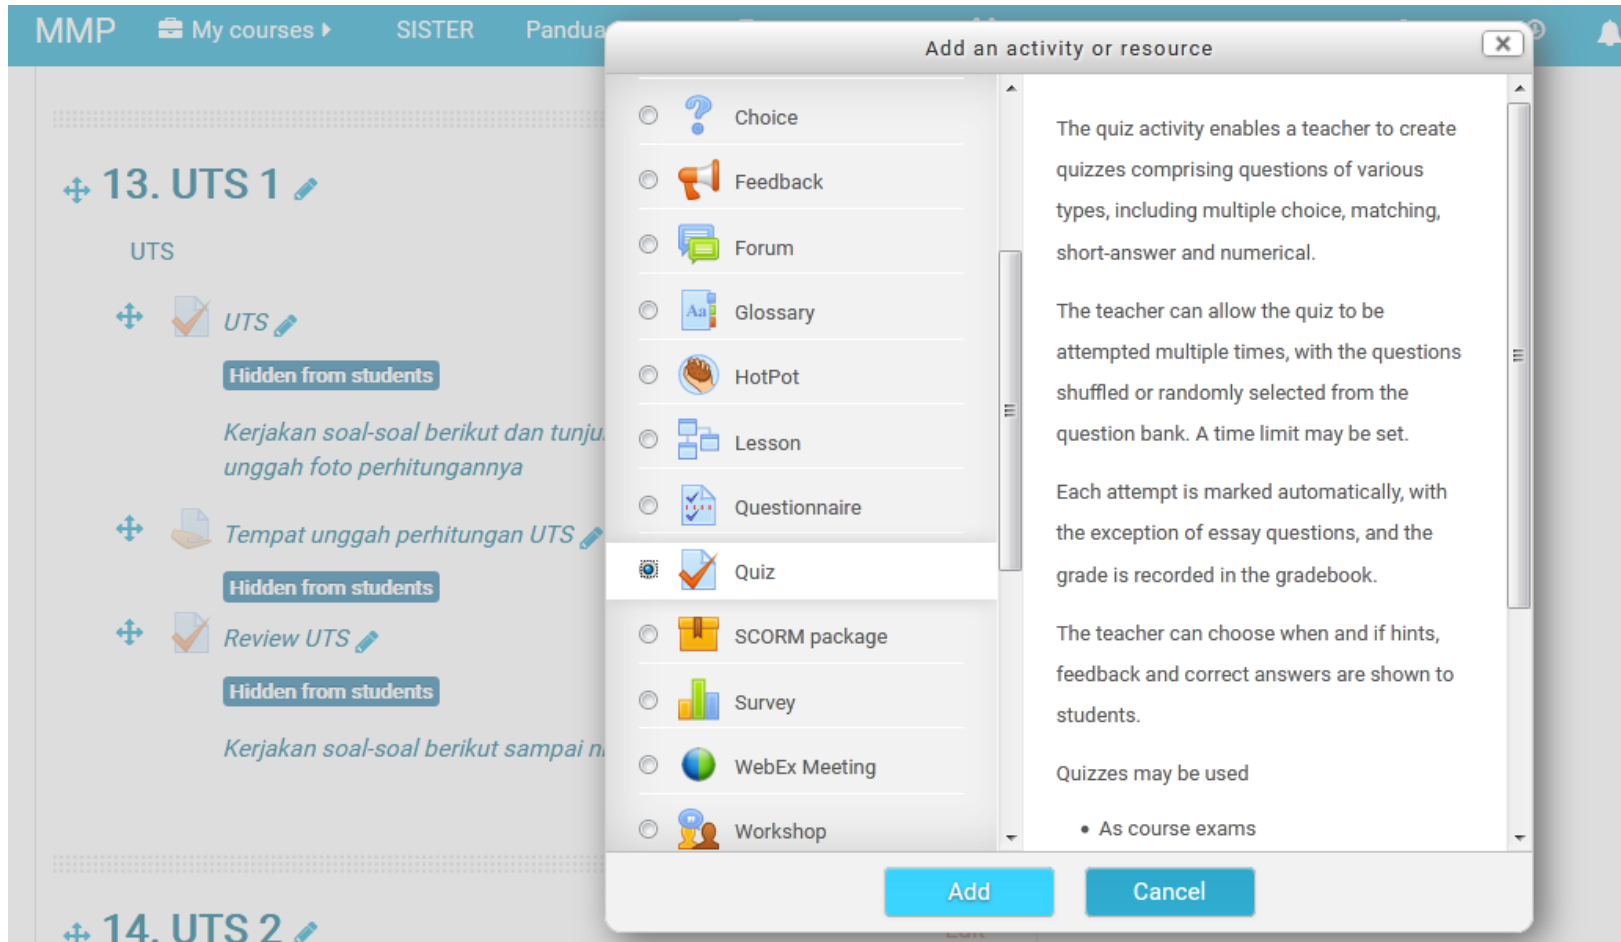 MMP My courses SISTER Pandua
Add an activity or resource
13. UTS 1
UTS
UTS
Hidden from students
Kerjakan soal-soal berikut dan tunju
unggah foto perhitungannya
Tempat unggah perhitungan UTS
Hidden from students
Review UTS
Hidden from students
Kerjakan soal-soal berikut sampai n
14. UTS 2
Choice
Feedback
Forum
Aa
Glossary
HotPot
Lesson
Questionnaire
Quiz
SCORM package
Survey
WebEx Meeting
Workshop
The quiz activity enables a teacher to create
quizzes comprising questions of various
types, including multiple choice, matching,
short-answer and numerical.
The teacher can allow the quiz to be
attempted multiple times, with the questions
shuffled or randomly selected from the
question bank. A time limit may be set.
Each attempt is marked automatically, with
the exception of essay questions, and the
grade is recorded in the gradebook.
The teacher can choose when and if hints,
feedback and correct answers are shown to
students.
Quizzes may be used
• As course exams
Add
Cancel